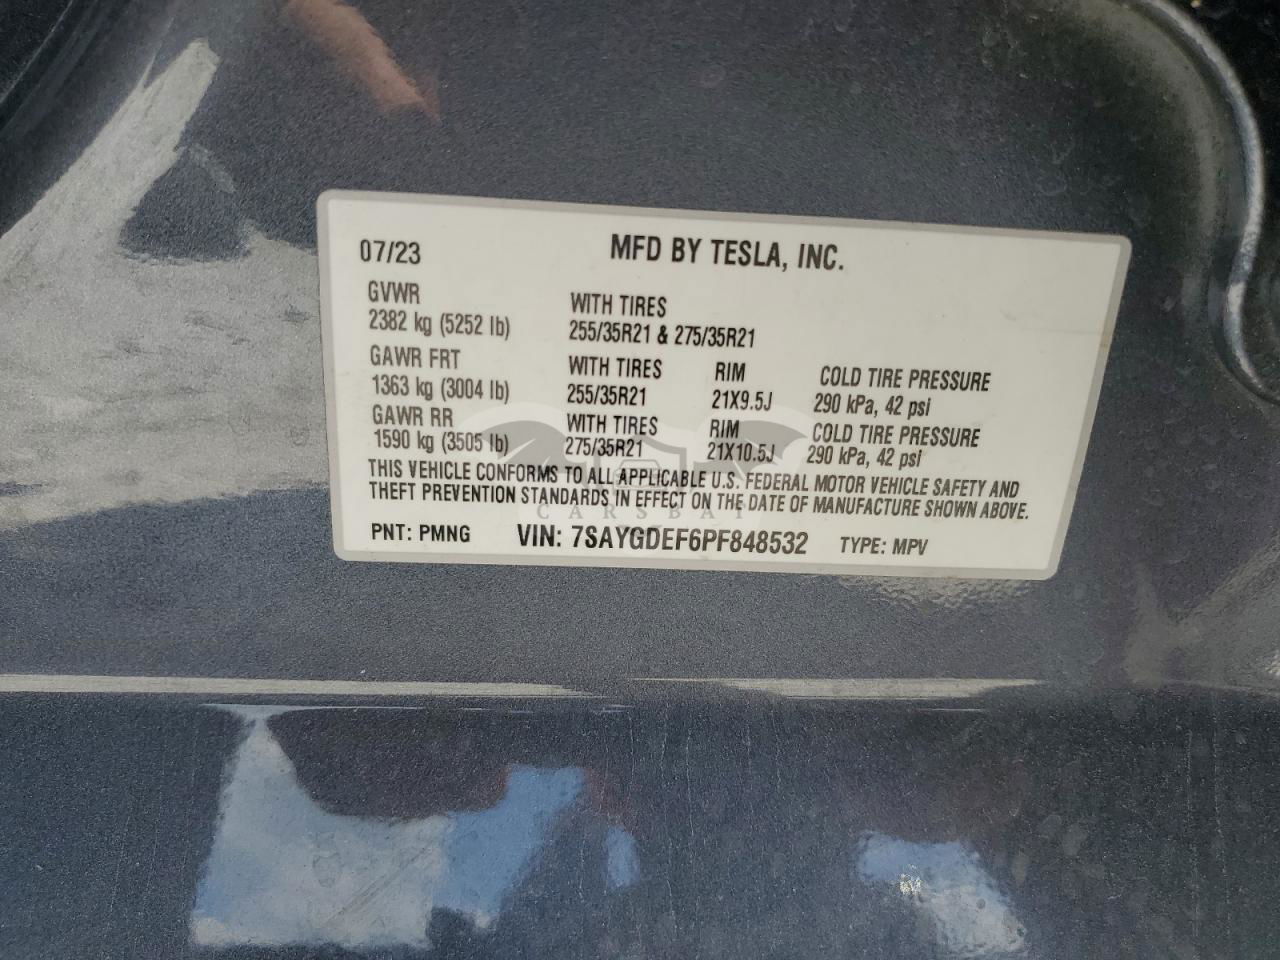 07/23 MFD BY TESLA, INC.
GVWR WITH TIRES
2382 kg (5252 lb) 255/35R21 & 275/35R21
GAWR FRT WITH TIRES RIM COLD TIRE PRESSURE
1363 kg (3004 lb) 255/35R21 21X9.5J 290 kPa, 42 psi
GAWR RR WITH TIRES RIM COLD TIRE PRESSURE
1590 kg (3505 lb) 275/35R21 21X10.5J 290 kPa, 42 psi
THIS VEHICLE CONFORMS TO ALL APPLICABLE U.S. FEDERAL MOTOR VEHICLE SAFETY AND
THEFT PREVENTION STANDARDS IN EFFECT ON THE DATE OF MANUFACTURE SHOWN ABOVE.
CARSBAT
PNT: PMNG VIN: 7SAYGDEF6PF848532 TYPE: MPV